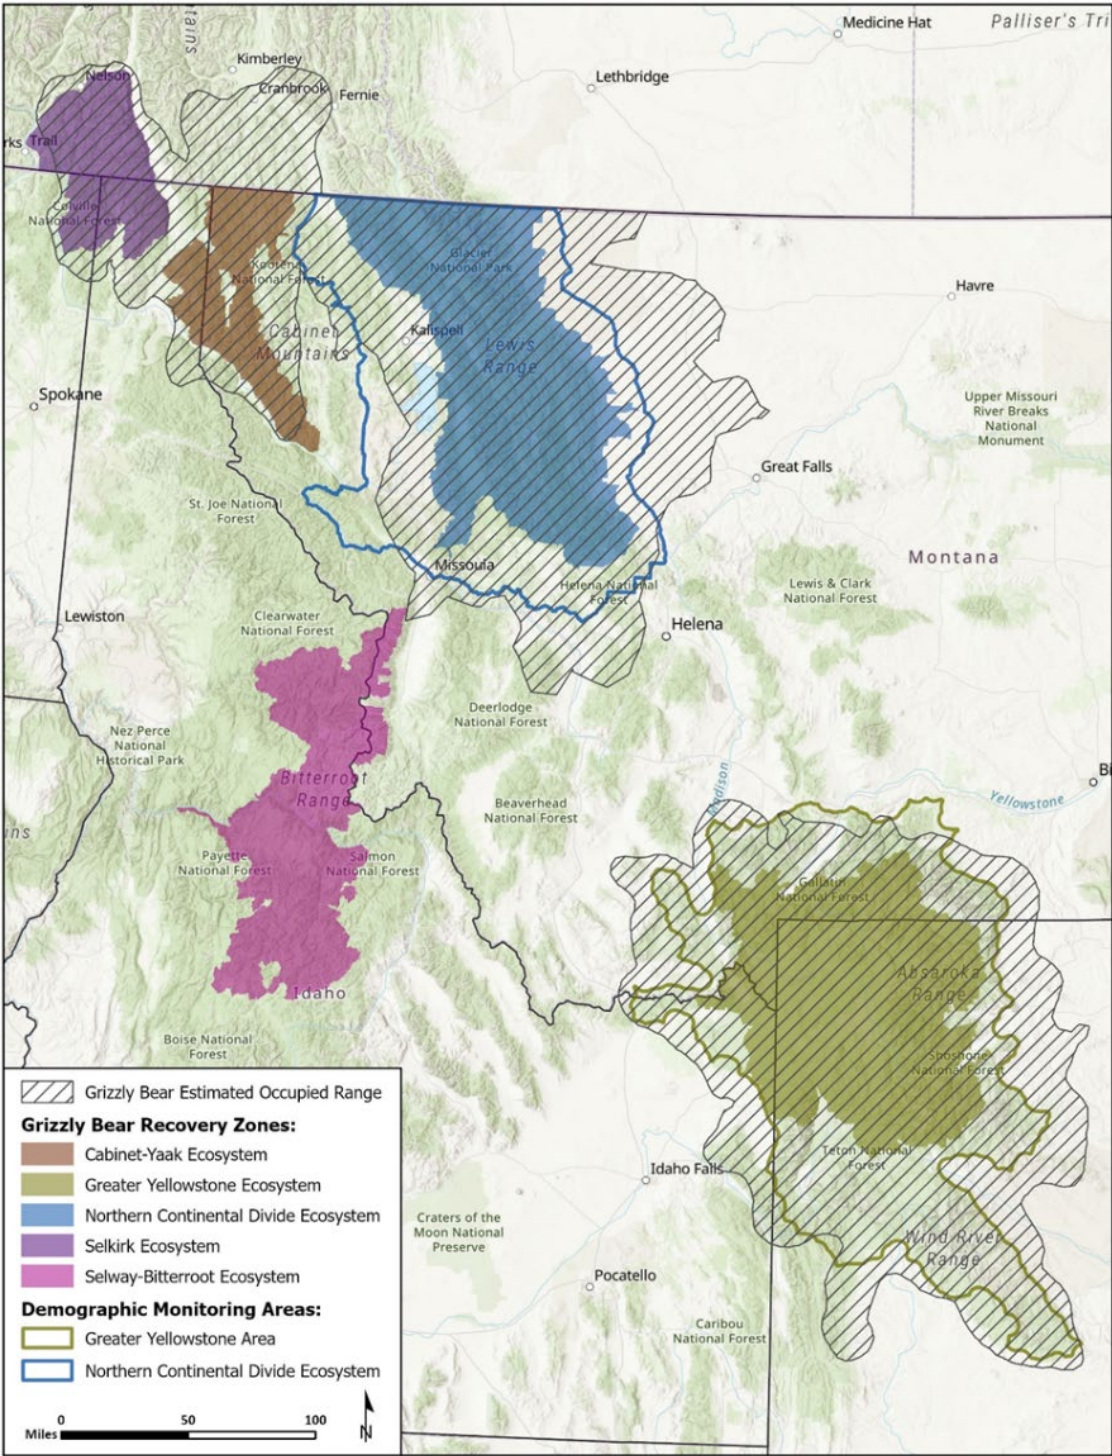 tains
Medicine Hat
Palliser's Tri
Kimberley
Cranbrook
Fernie
Lethbridge
Nelson
rks
Trail
Colville
National Forest
Kootenai
National Forest
Glacier
National Park
Havre
Cabinet
Mountains
Kalispell
Lewis
Range
Spokane
Upper Missouri
River Breaks
National
Monument
Great Falls
St. Joe National
Forest
Montana
Missoula
Helena National
Forest
Lewis & Clark
National Forest
Lewiston
Clearwater
National Forest
Helena
Deerlodge
National Forest
Nez Perce
National
Historical Park
Bitterroot
Range
Madison
Yellowstone
Bi
ins
Beaverhead
National Forest
Payette
National Forest
Salmon
National Forest
Gallatin
National Forest
Absaroka
Range
Idaho
Boise National
Forest
Shoshone
National Forest
Teton National
Forest
Idaho Falls
Craters of the
Moon National
Preserve
Wind River
Range
Pocatello
Caribou
National Forest
Grizzly Bear Estimated Occupied Range
Grizzly Bear Recovery Zones:
Cabinet-Yaak Ecosystem
Greater Yellowstone Ecosystem
Northern Continental Divide Ecosystem
Selkirk Ecosystem
Selway-Bitterroot Ecosystem
Demographic Monitoring Areas:
Greater Yellowstone Area
Northern Continental Divide Ecosystem
0 50 100
Miles
N